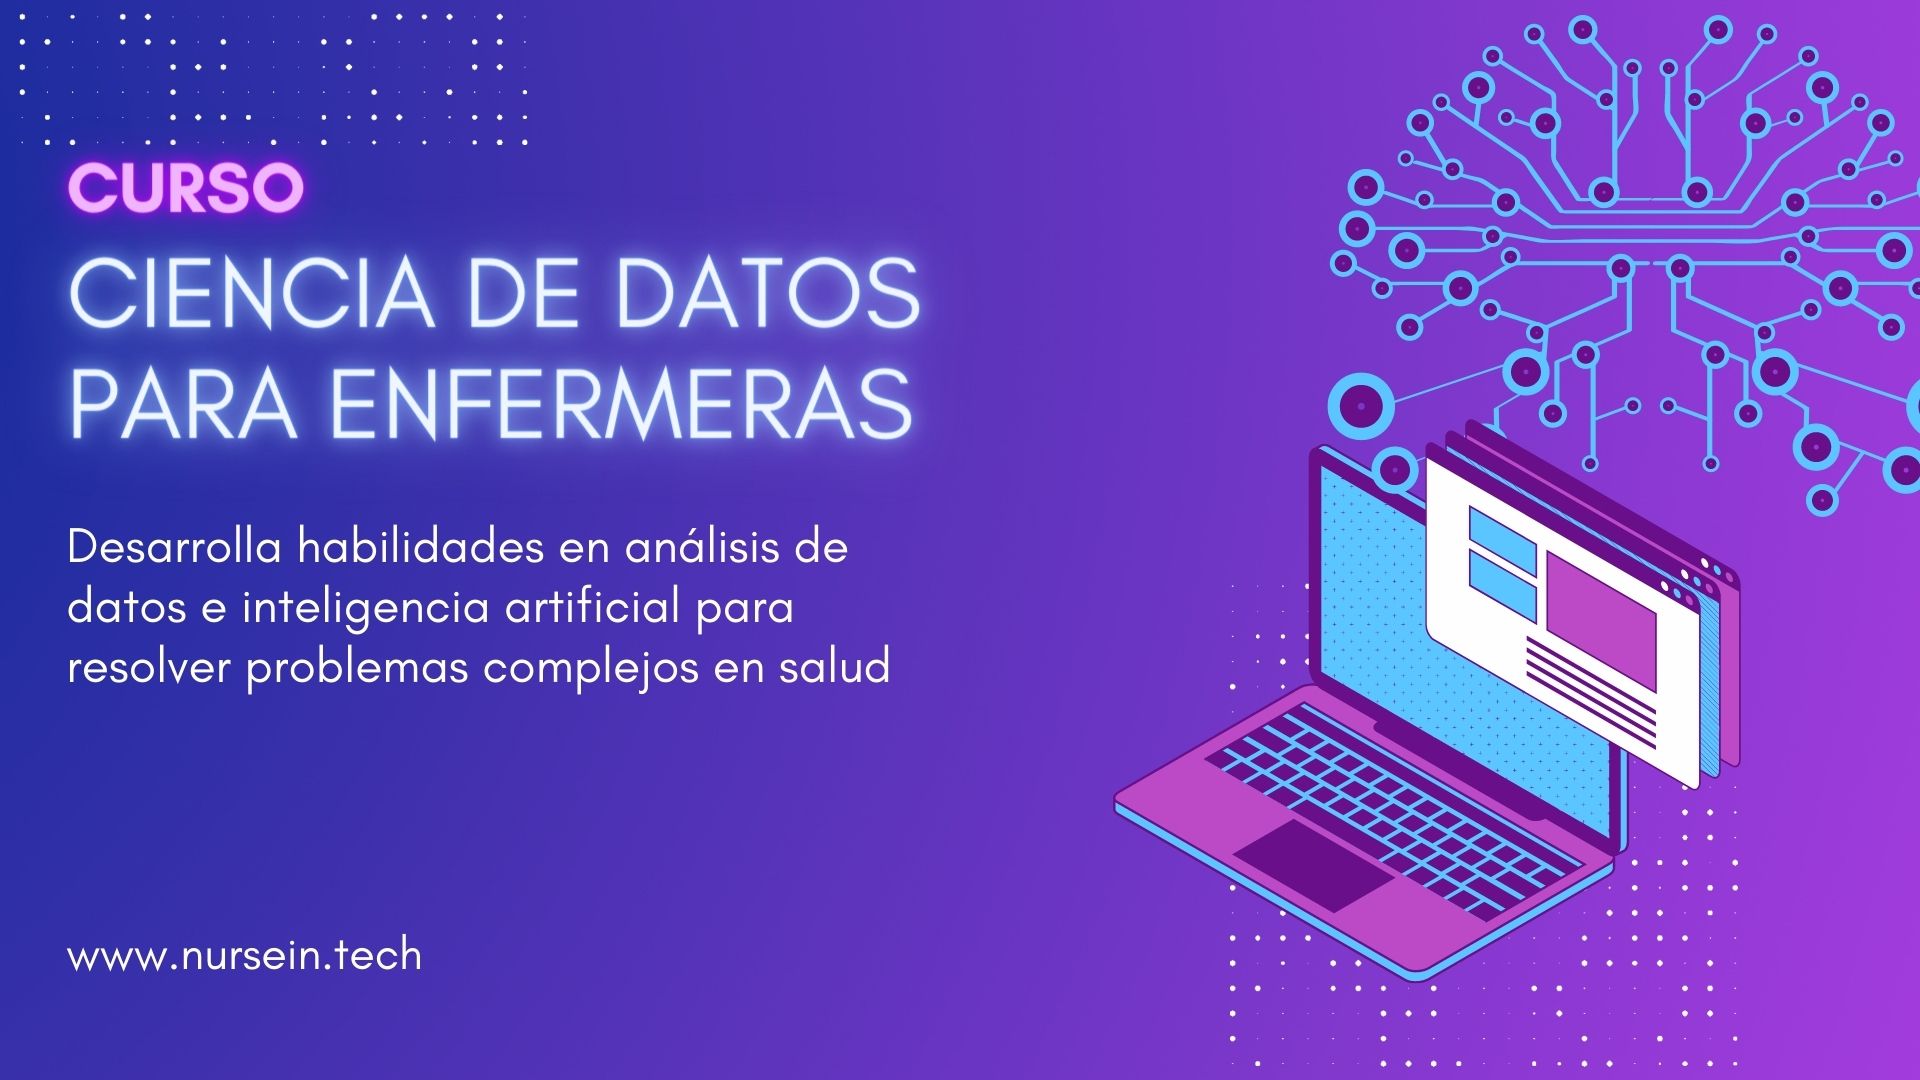 CURSO
CIENCIA DE DATOS
PARA ENFERMERAS
Desarrolla habilidades en análisis de
datos e inteligencia artificial para
resolver problemas complejos en salud
www.nursein.tech